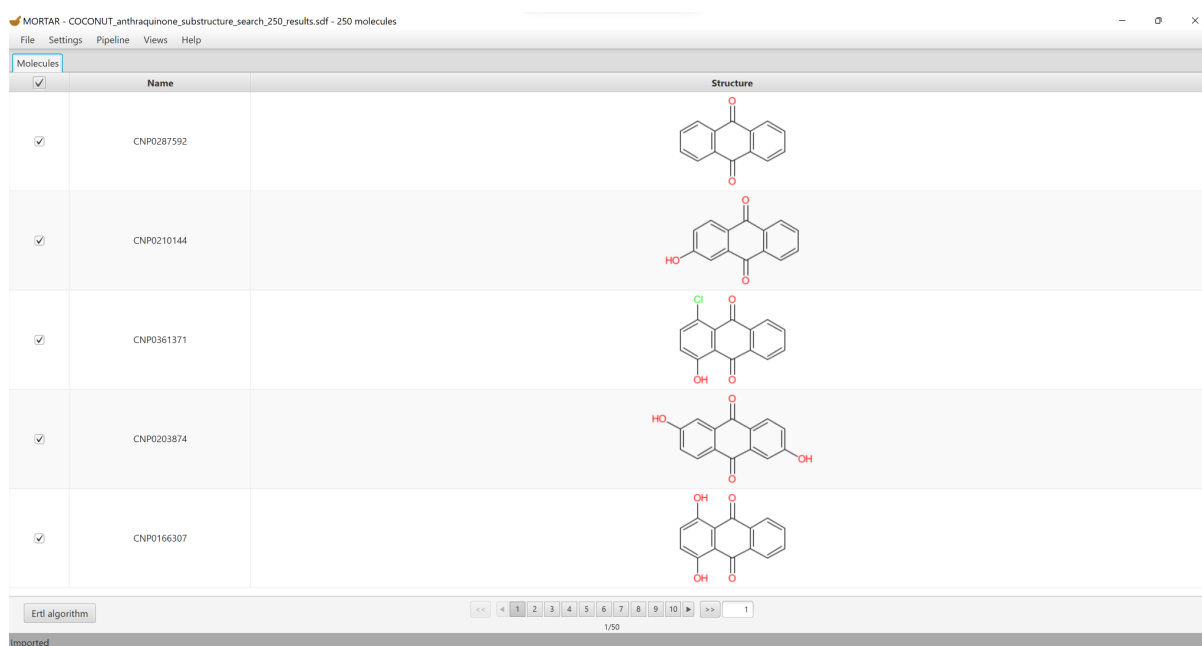 MORTAR - COCONUT_anthraquinone_substructure_search_250_results.sdf - 250 molecules
File Settings Pipeline Views Help
Molecules
Name Structure
CNP0287592
O
O
CNP0210144
O
HO
O
CNP0361371
Cl O
OH O
CNP0203874
O
HO
OH
O
CNP0166307
OH O
OH O
Ertl algorithm
<< 1 2 3 4 5 6 7 8 9 10 >> 1
1/50
Imported